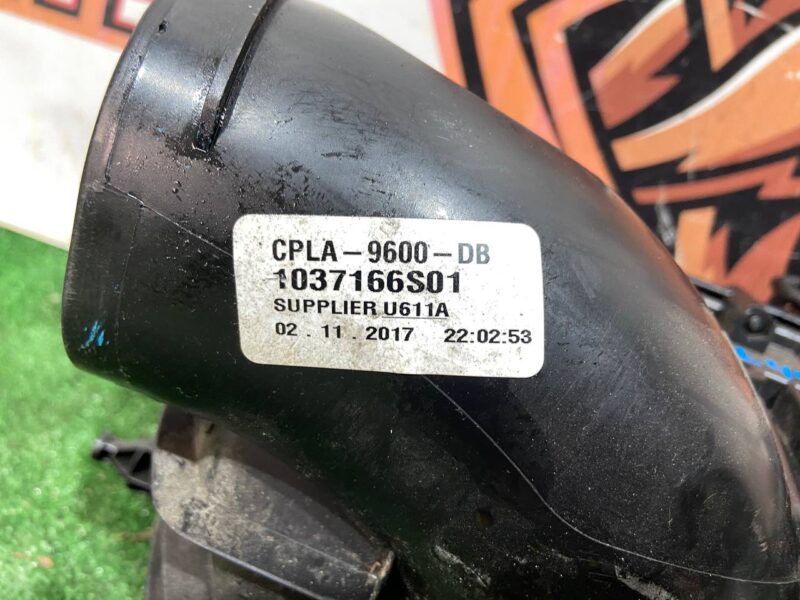 CPLA-9600-DB
1037166S01
SUPPLIER U611A
02 . 11 . 2017 22:02:53